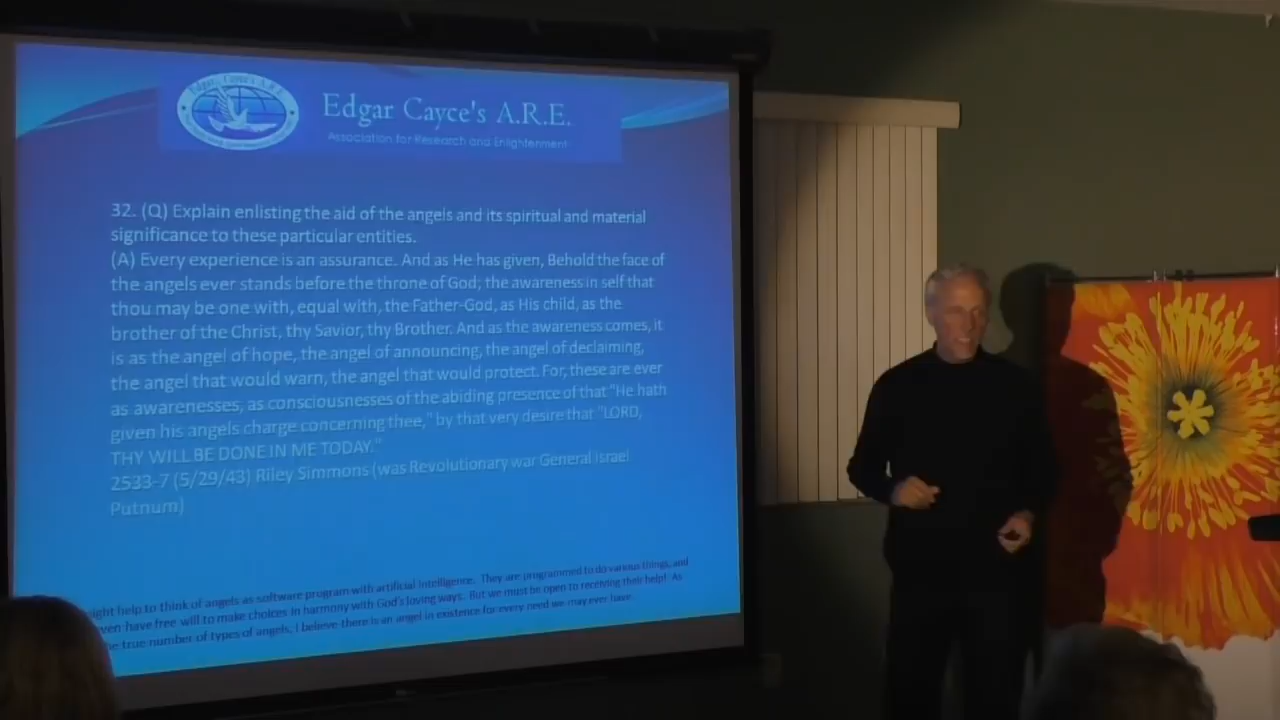 Edgar Cayce's A.R.E.
Edgar Cayce's A.R.E.
Association for Research and Enlightenment
32. (Q) Explain enlisting the aid of the angels and its spiritual and material
significance to these particular entities.
(A) Every experience is an assurance. And as He has given, Behold the face of
the angels ever stands before the throne of God; the awareness in self that
thou may be one with, equal with, the Father-God, as His child, as the
brother of the Christ, thy Savior, thy Brother. And as the awareness comes, it
is as the angel of hope, the angel of announcing, the angel of declaiming,
the angel that would warn, the angel that would protect. For, these are ever
as awarenesses, as consciousnesses of the abiding presence of that "He hath
given his angels charge concerning thee," by that very desire that "LORD,
THY WILL BE DONE IN ME TODAY."
2533-7 (5/29/43) Riley Simmons (was Revolutionary war General Israel
Putnum)
ight help to think of angels as software program with artificial intelligence. They are programmed to do various things, and
ven have free will to make choices in harmony with God's loving ways. But we must be open to receiving their help! As
he true number of types of angels, I believe there is an angel in existence for every need we may ever have.